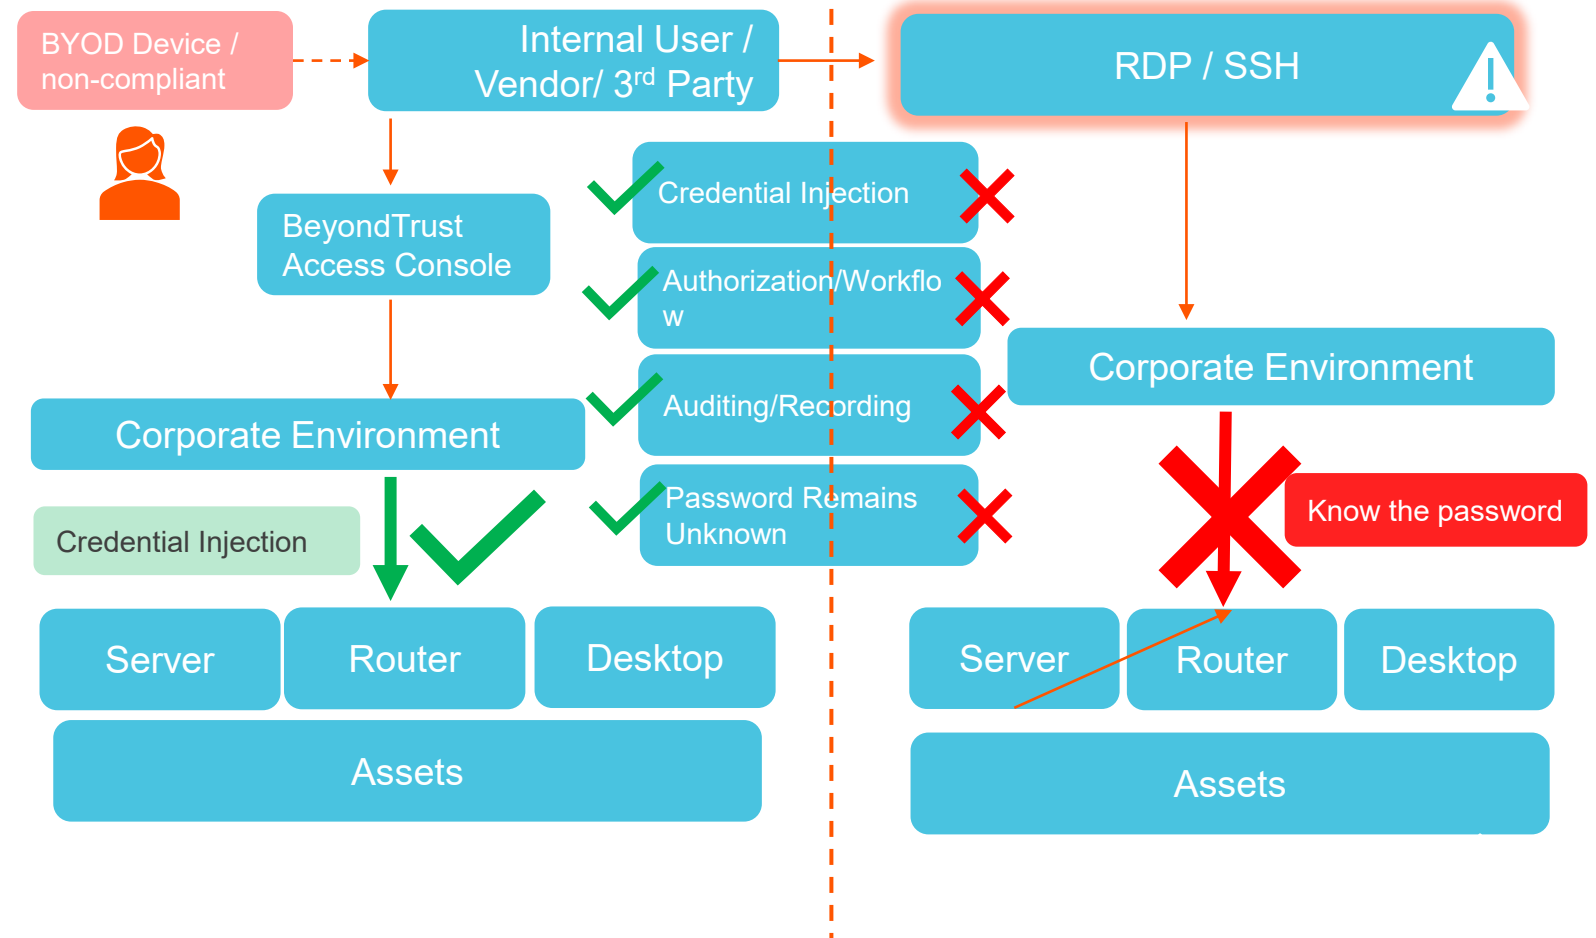 BYOD Device /
non-compliant
Internal User /
Vendor/ 3rd Party
RDP / SSH
Credential Injection
BeyondTrust
Access Console
Authorization/Workflo
w
Corporate Environment
Auditing/Recording
Corporate Environment
Password Remains
Unknown
Know the password
Credential Injection
Server
Router
Desktop
Server
Router
Desktop
Assets
Assets